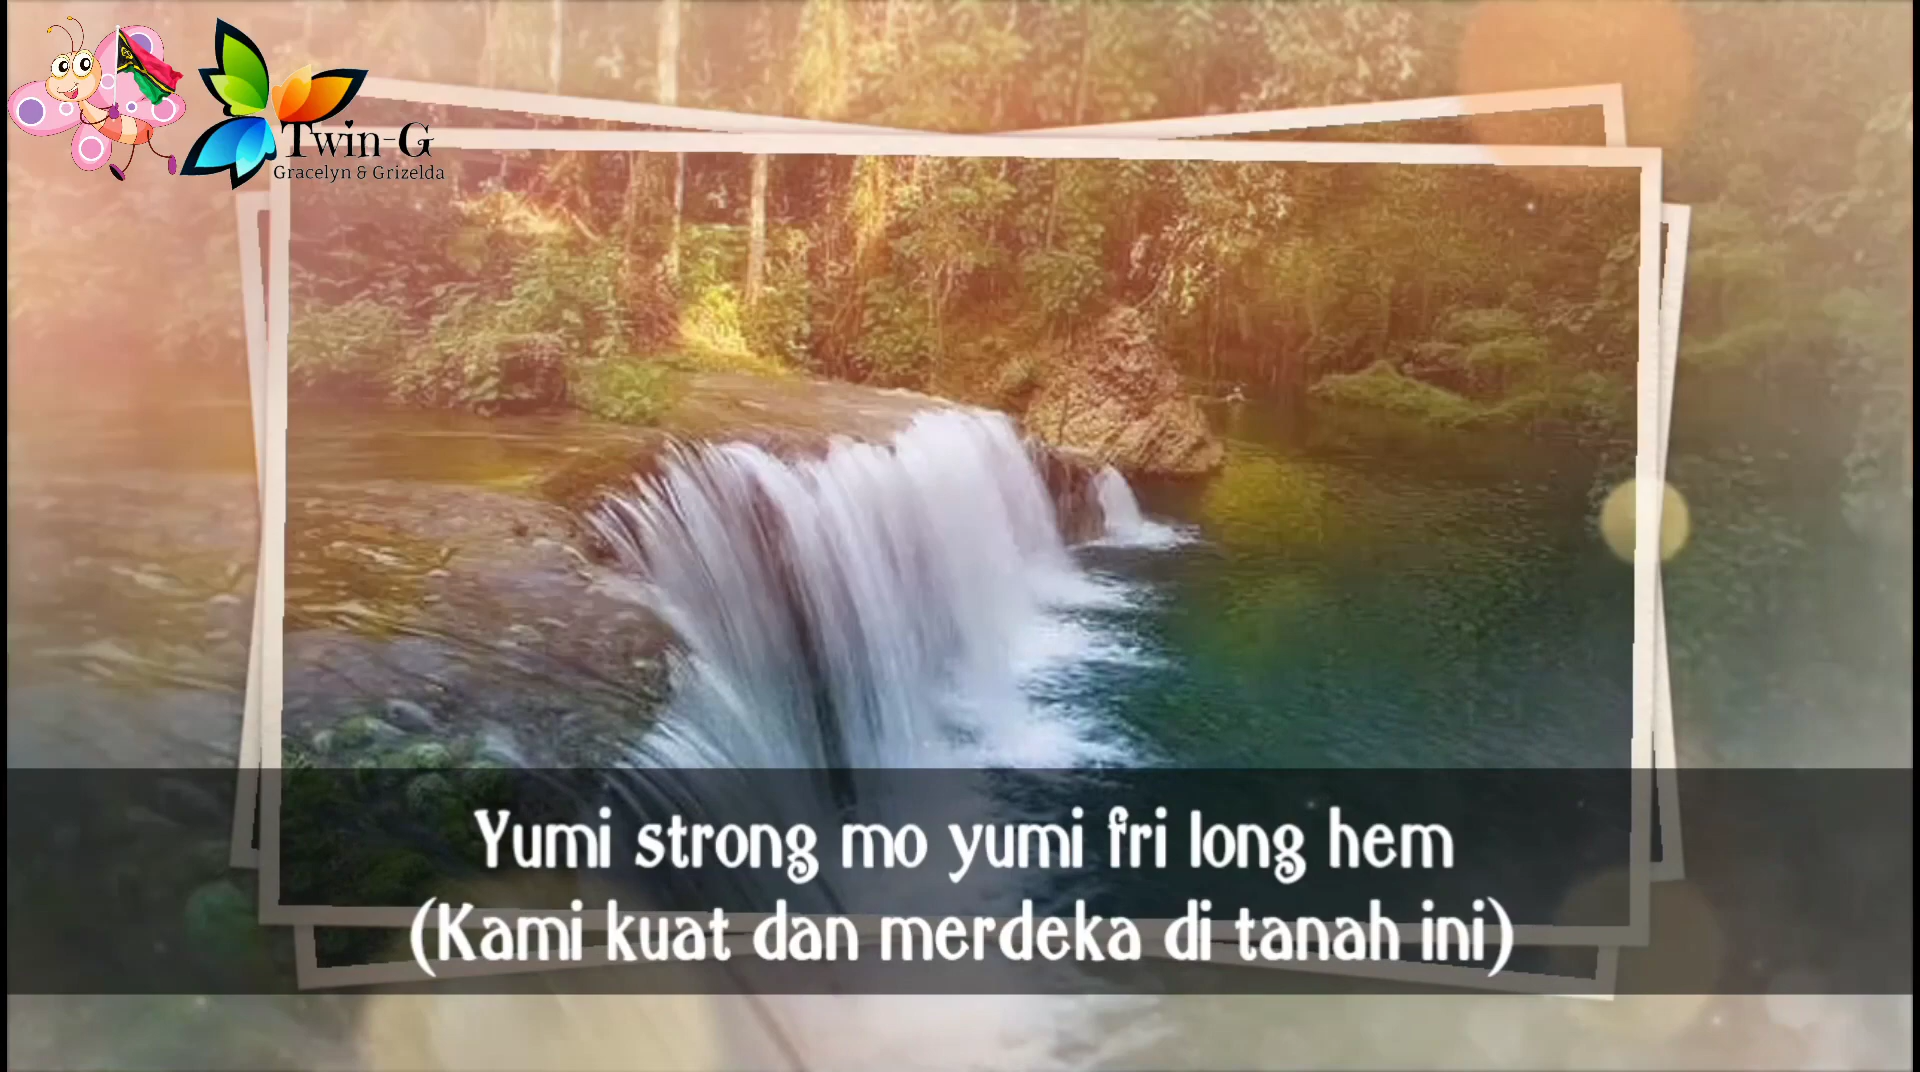 Twin-G
Gracelyn & Grizelda
Yumi strong mo yumi fri long hem
(Kami kuat dan merdeka di tanah ini)